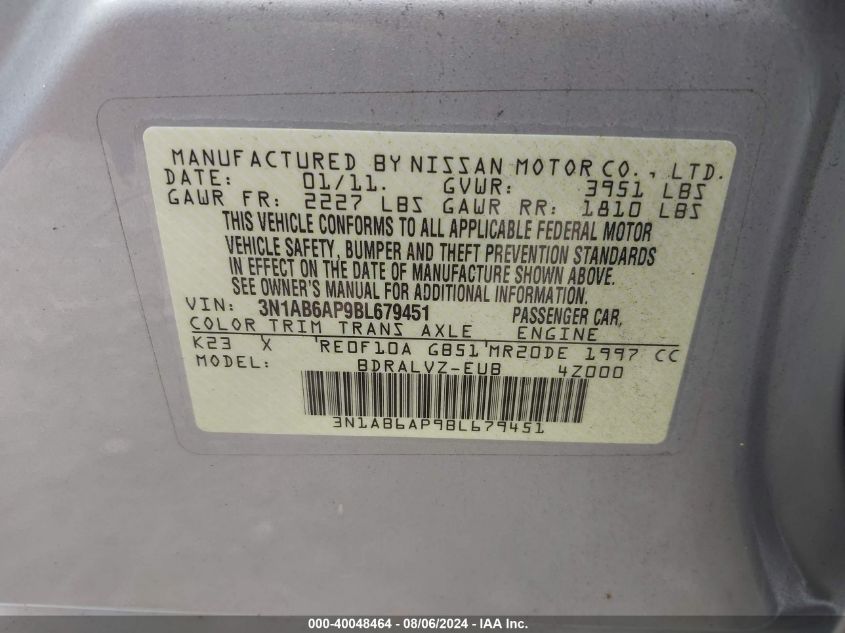 MANUFACTURED BY NISSAN MOTOR CO., LTD.
DATE: 01/11. GVWR: 3951 LBS
GAWR FR: 2227 LBS GAWR RR: 1810 LBS
THIS VEHICLE CONFORMS TO ALL APPLICABLE FEDERAL MOTOR
VEHICLE SAFETY, BUMPER AND THEFT PREVENTION STANDARDS
IN EFFECT ON THE DATE OF MANUFACTURE SHOWN ABOVE.
SEE OWNER'S MANUAL FOR ADDITIONAL INFORMATION.
VIN: 3N1AB6AP9BL679451 PASSENGER CAR,
COLOR TRIM TRANS AXLE ENGINE
K23 X RE0F10A GB51 MR20DE 1997 CC
MODEL: BDRALVZ-EUB 4Z000
3N1AB6AP9BL679451
000-40048464 - 08/06/2024 - IAA Inc.